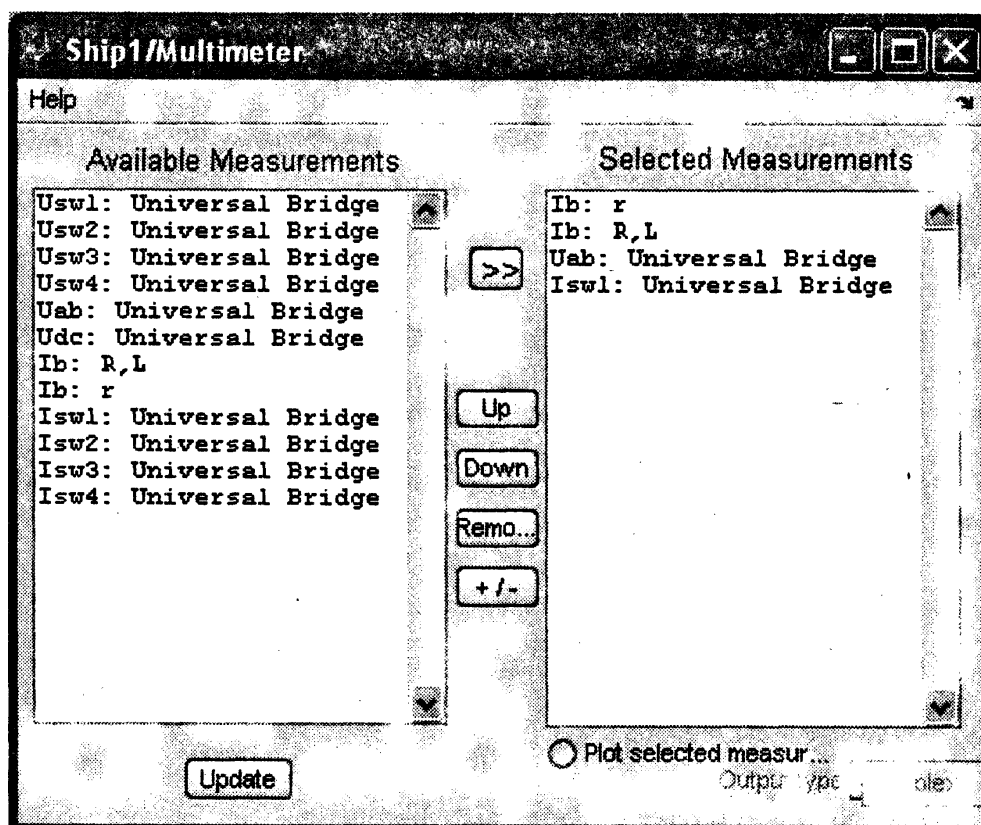 Ship1/Multimeter
Help
Available Measurements
Usw1: Universal Bridge
Usw2: Universal Bridge
Usw3: Universal Bridge
Usw4: Universal Bridge
Uab: Universal Bridge
Udc: Universal Bridge
Ib: R,L
Ib: r
Isw1: Universal Bridge
Isw2: Universal Bridge
Isw3: Universal Bridge
Isw4: Universal Bridge
Update
>>
Up
Down
Remo...
+/-
Selected Measurements
Ib: r
Ib: R,L
Uab: Universal Bridge
Isw1: Universal Bridge
Plot selected measur...